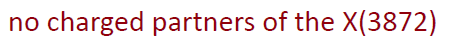 no charged partners of the X(3872)